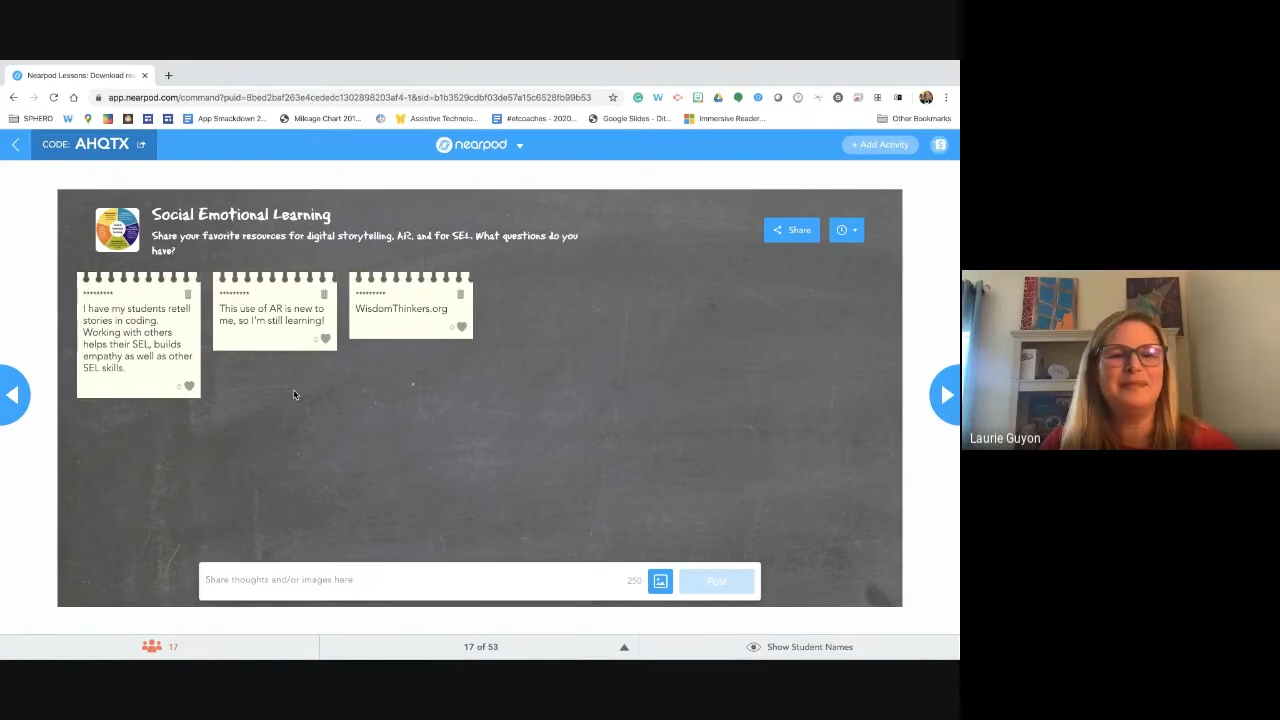 Nearpod Lessons: Download re
app.nearpod.com/command?puid=8bed2baf263e4cededc1302898203af4-1&sid=b1b3529cdbf03de57a15c6528fb99b53
SPHERO
App Smackdown 2...
Mileage Chart 201...
Assistive Technolo...
#etcoaches - 2020...
Google Slides - Dit...
Immersive Reader...
Other Bookmarks
CODE: AHQTX
nearpod
+ Add Activity
S
Social Emotional Learning
Share your favorite resources for digital storytelling, AR, and for SEL. What questions do you
have?
Share
*********
I have my students retell
stories in coding.
Working with others
helps their SEL, builds
empathy as well as other
SEL skills.
0
*********
This use of AR is new to
me, so I'm still learning!
0
*********
WisdomThinkers.org
0
Share thoughts and/or images here
250
Post
17
17 of 53
Show Student Names
Laurie Guyon